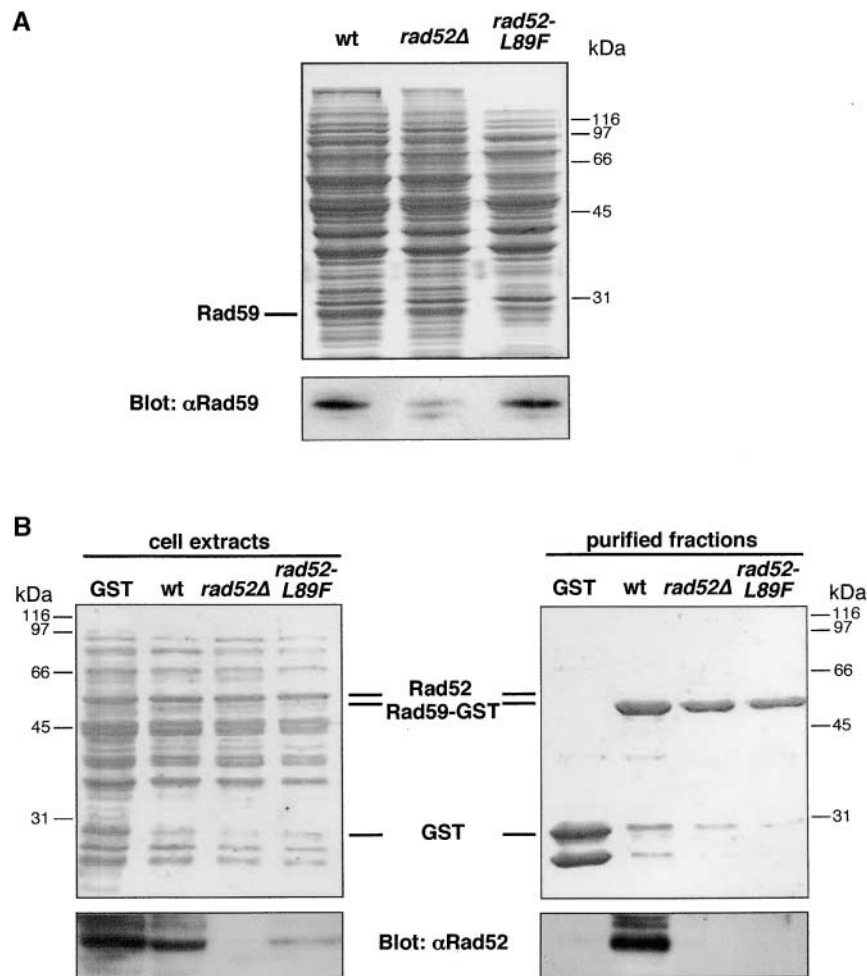 A
wt rad52Δ rad52-L89F kDa
116
97
66
45
31
Rad59
Blot: αRad59
B
cell extracts
kDa GST wt rad52Δ rad52-L89F
116
97
66
45
31
Rad52
Rad59-GST
GST
purified fractions
GST wt rad52Δ rad52-L89F kDa
116
97
66
45
31
Blot: αRad52